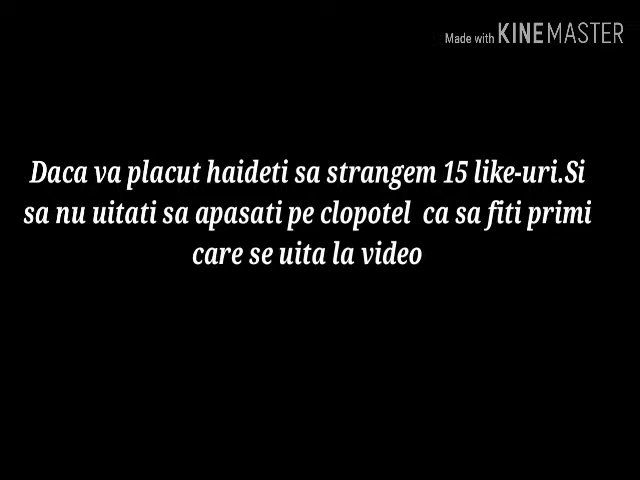 Made with KINEMASTER
Daca va placut haideti sa strangem 15 like-uri.Si
sa nu uitati sa apasati pe clopotel ca sa fiti primi
care se uita la video